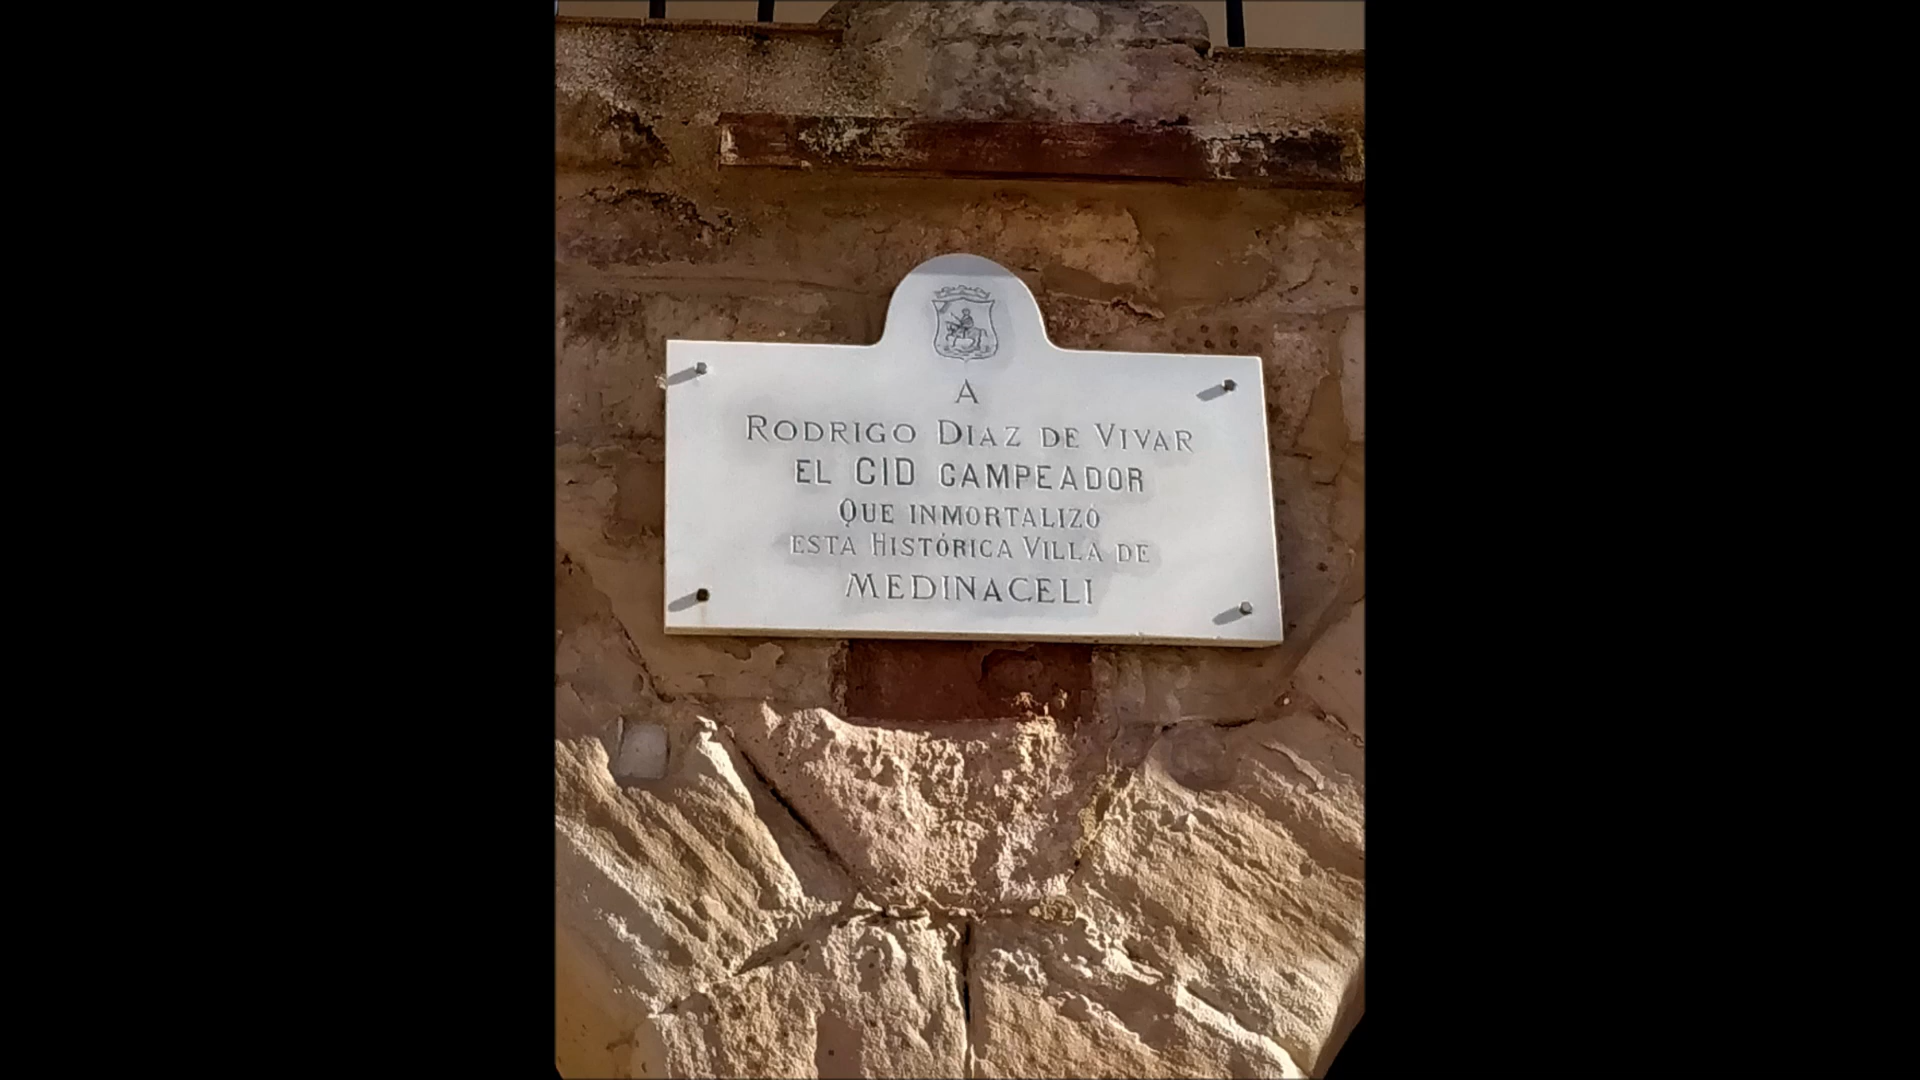 A
RODRIGO DIAZ DE VIVAR
EL CID CAMPEADOR
QUE INMORTALIZÓ
ESTA HISTÓRICA VILLA DE
MEDINACELI